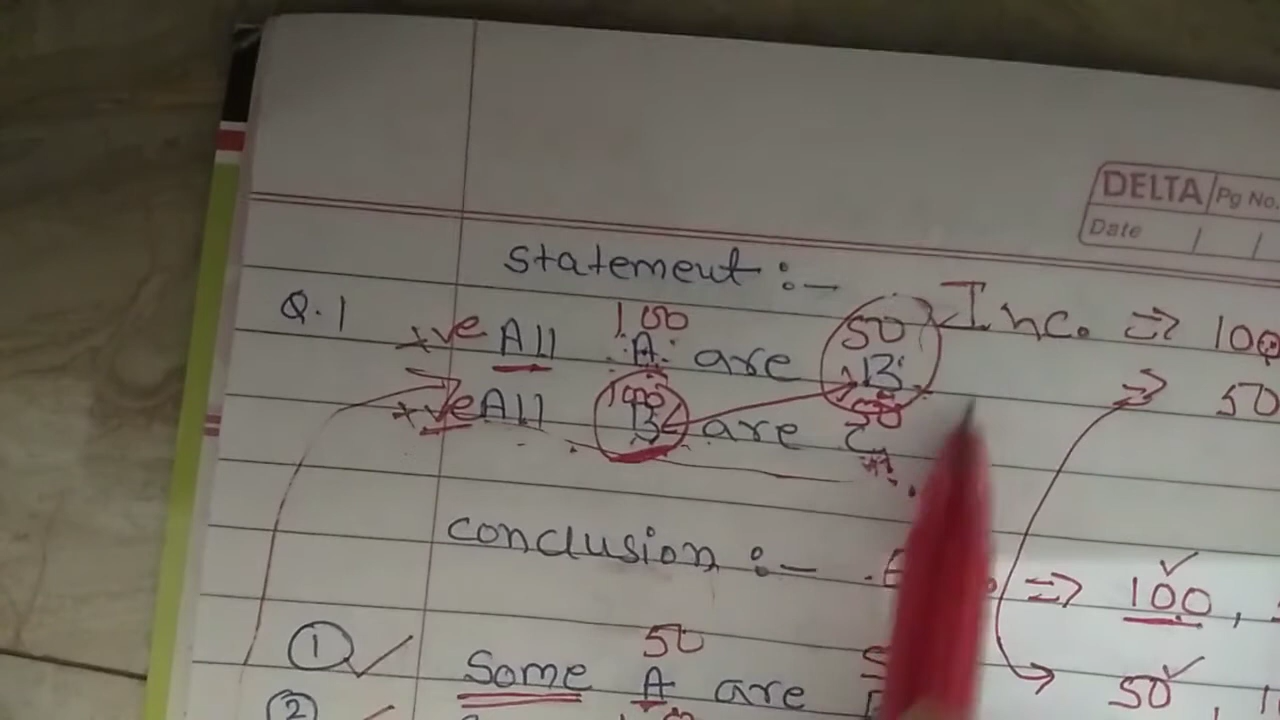 DELTA Pg No.
Date / /
Statement :-
Inc. ⇒ 100
Q.1 +ve All A are B
100 50
⇒ 50
+ve All B are C
100 50
Conclusion :-
⇒ 100,
50
① ✓ Some A are
50,
②